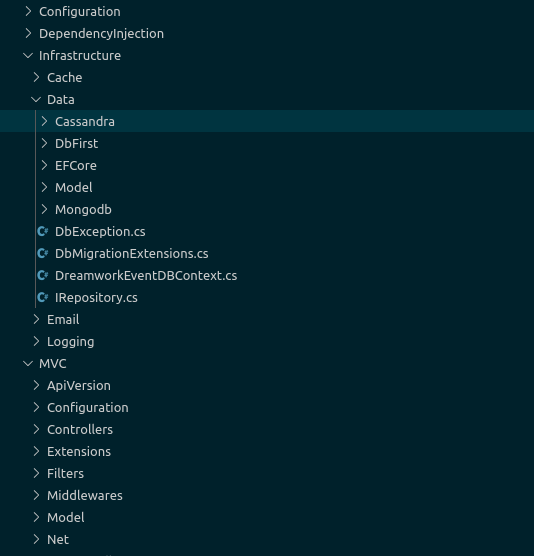 Configuration
DependencyInjection
Infrastructure
Cache
Data
Cassandra
DbFirst
EFCore
Model
Mongodb
DbException.cs
DbMigrationExtensions.cs
DreamworkEventDBContext.cs
IRepository.cs
Email
Logging
MVC
ApiVersion
Configuration
Controllers
Extensions
Filters
Middlewares
Model
Net